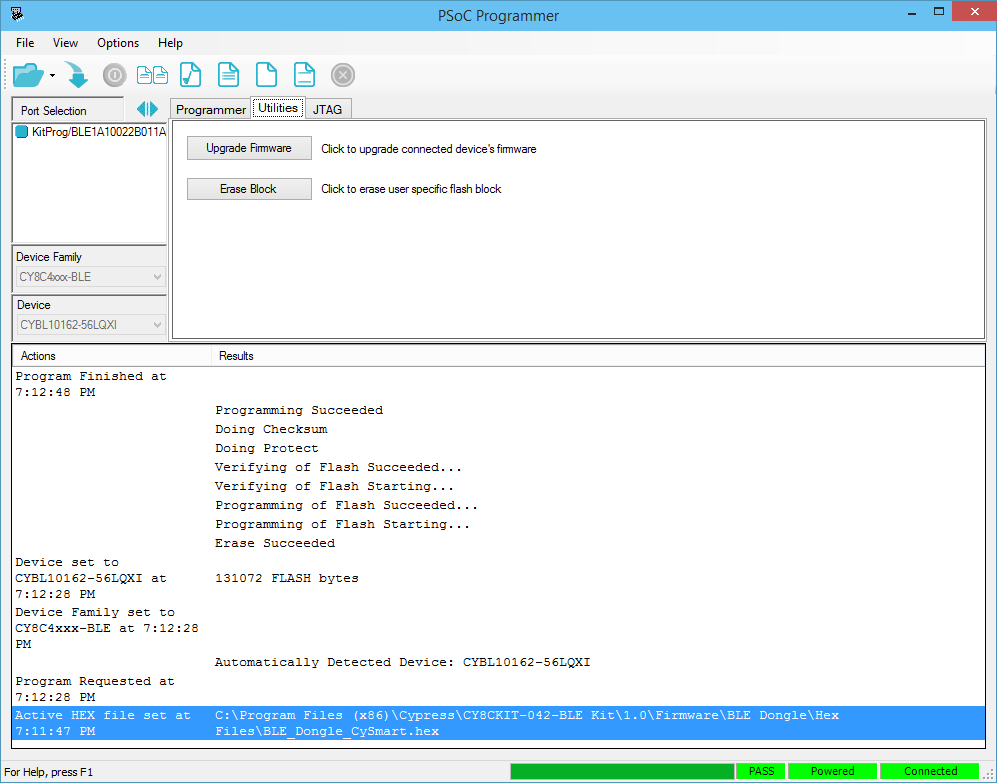 PSoC Programmer
File View Options Help
Port Selection
Programmer Utilities JTAG
KitProg/BLE1A10022B011A
Upgrade Firmware Click to upgrade connected device's firmware
Erase Block Click to erase user specific flash block
Device Family
CY8C4xxx-BLE
Device
CYBL10162-56LQXI
Actions Results
Program Finished at
7:12:48 PM
Programming Succeeded
Doing Checksum
Doing Protect
Verifying of Flash Succeeded...
Verifying of Flash Starting...
Programming of Flash Succeeded...
Programming of Flash Starting...
Erase Succeeded
Device set to
CYBL10162-56LQXI at 131072 FLASH bytes
7:12:28 PM
Device Family set to
CY8C4xxx-BLE at 7:12:28
PM
Automatically Detected Device: CYBL10162-56LQXI
Program Requested at
7:12:28 PM
Active HEX file set at C:\Program Files (x86)\Cypress\CY8CKIT-042-BLE Kit\1.0\Firmware\BLE Dongle\Hex
7:11:47 PM Files\BLE_Dongle_CySmart.hex
For Help, press F1 PASS Powered Connected